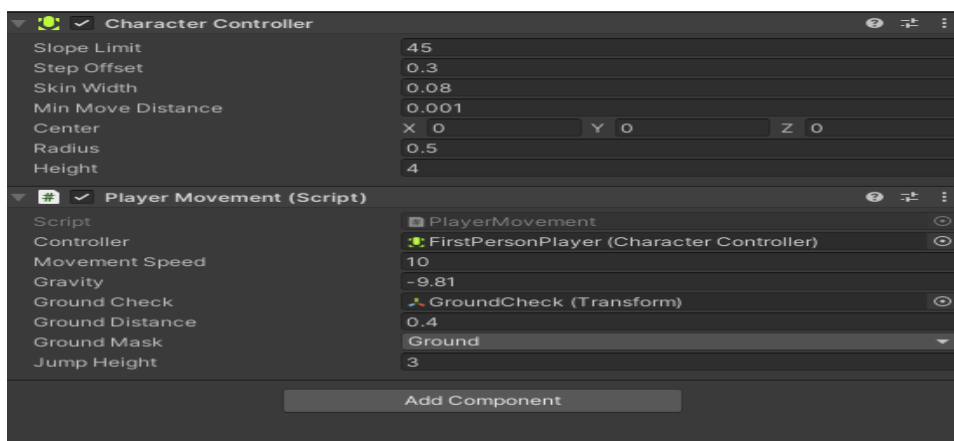 Character Controller
Slope Limit 45
Step Offset 0.3
Skin Width 0.08
Min Move Distance 0.001
Center X 0 Y 0 Z 0
Radius 0.5
Height 4
# Player Movement (Script)
Script # PlayerMovement
Controller FirstPersonPlayer (Character Controller)
Movement Speed 10
Gravity -9.81
Ground Check GroundCheck (Transform)
Ground Distance 0.4
Ground Mask Ground
Jump Height 3
Add Component